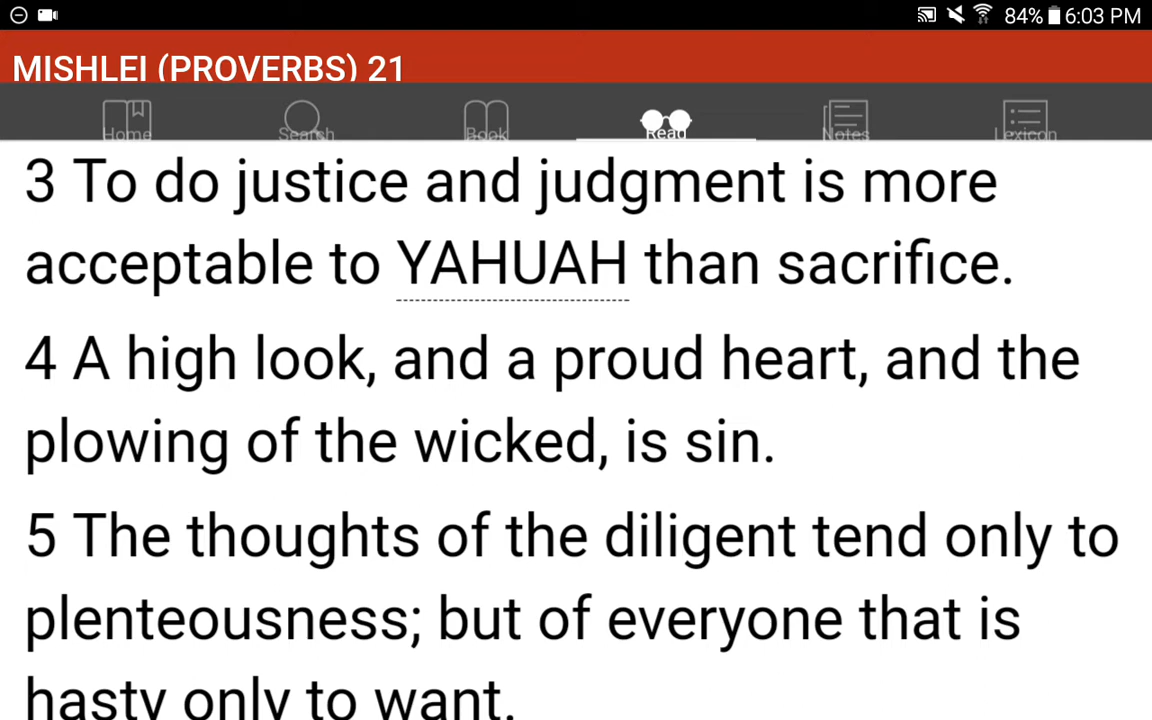 84% 6:03 PM
MISHLEI (PROVERBS) 21
Home Search Book Read Notes Lexicon
3 To do justice and judgment is more
acceptable to YAHUAH than sacrifice.
4 A high look, and a proud heart, and the
plowing of the wicked, is sin.
5 The thoughts of the diligent tend only to
plenteousness; but of everyone that is
hasty only to want.